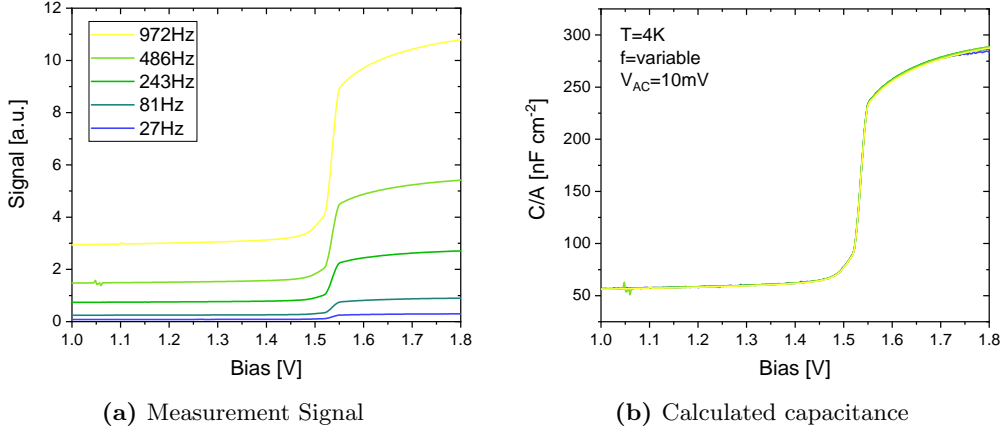 12
10
8
6
4
2
0
Signal [a.u.]
972Hz
486Hz
243Hz
81Hz
27Hz
1.0 1.1 1.2 1.3 1.4 1.5 1.6 1.7 1.8
Bias [V]
(a) Measurement Signal
300
250
200
150
100
50
C/A [nF cm-2]
T=4K
f=variable
VAC=10mV
1.0 1.1 1.2 1.3 1.4 1.5 1.6 1.7 1.8
Bias [V]
(b) Calculated capacitance